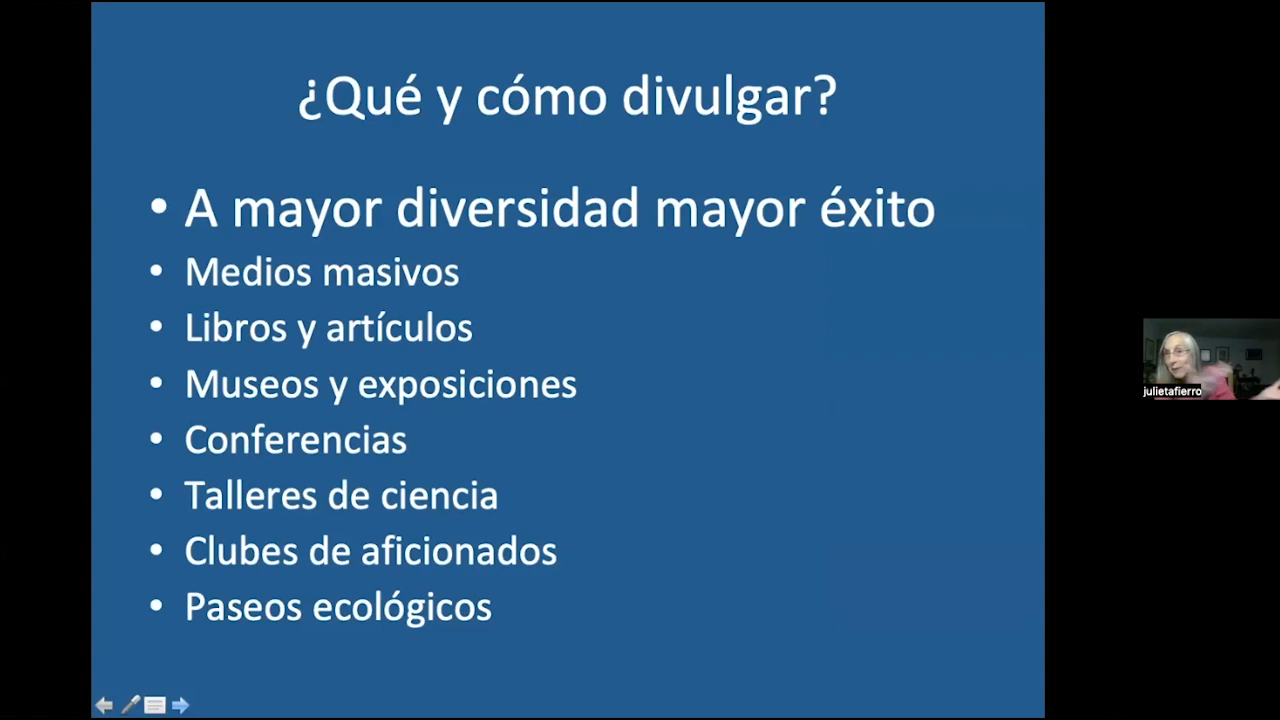 ¿Qué y cómo divulgar?
• A mayor diversidad mayor éxito
• Medios masivos
• Libros y artículos
• Museos y exposiciones
• Conferencias
• Talleres de ciencia
• Clubes de aficionados
• Paseos ecológicos
julietafierro